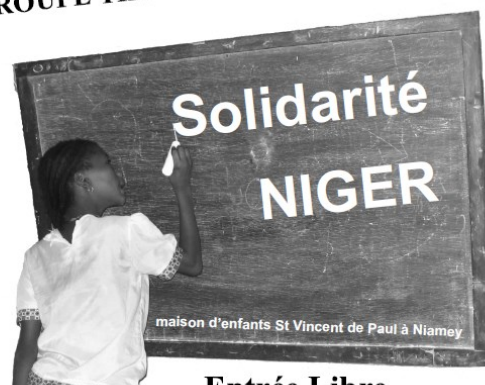 Solidarité
NIGER
maison d'enfants St Vincent de Paul à Niamey
Entrée Libre